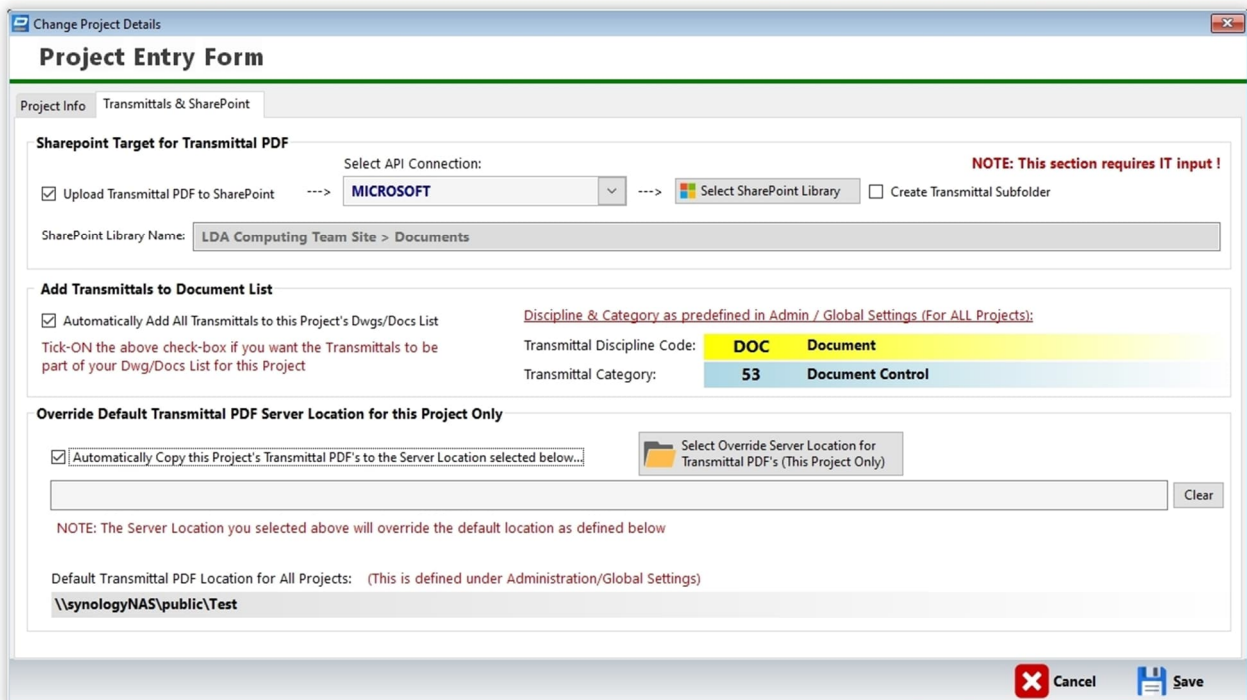 Change Project Details
Project Entry Form
Project Info
Transmittals & SharePoint
Sharepoint Target for Transmittal PDF
Select API Connection:
NOTE: This section requires IT input !
Upload Transmittal PDF to SharePoint
--->
MICROSOFT
--->
Select SharePoint Library
Create Transmittal Subfolder
SharePoint Library Name:
LDA Computing Team Site > Documents
Add Transmittals to Document List
Automatically Add All Transmittals to this Project's Dwgs/Docs List
Tick-ON the above check-box if you want the Transmittals to be
part of your Dwg/Docs List for this Project
Discipline & Category as predefined in Admin / Global Settings (For ALL Projects):
Transmittal Discipline Code:
DOC
Document
Transmittal Category:
53
Document Control
Override Default Transmittal PDF Server Location for this Project Only
Automatically Copy this Project's Transmittal PDF's to the Server Location selected below...
Select Override Server Location for
Transmittal PDF's (This Project Only)
Clear
NOTE: The Server Location you selected above will override the default location as defined below
Default Transmittal PDF Location for All Projects:
(This is defined under Administration/Global Settings)
\\synologyNAS\public\Test
Cancel
Save